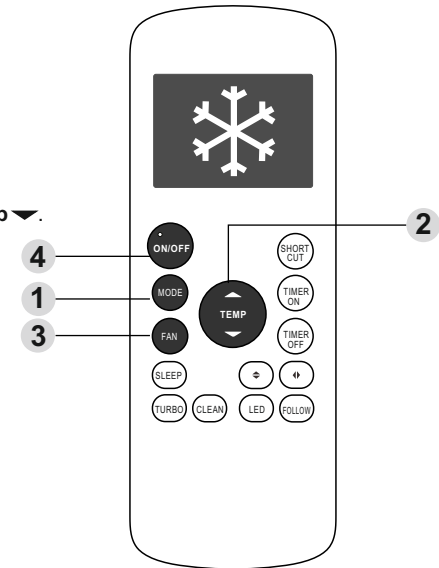 p
2
4
ON/OFF
SHORT
CUT
1
MODE
TIMER
ON
TEMP
3
FAN
TIMER
OFF
SLEEP
TURBO
CLEAN
LED
FOLLOW